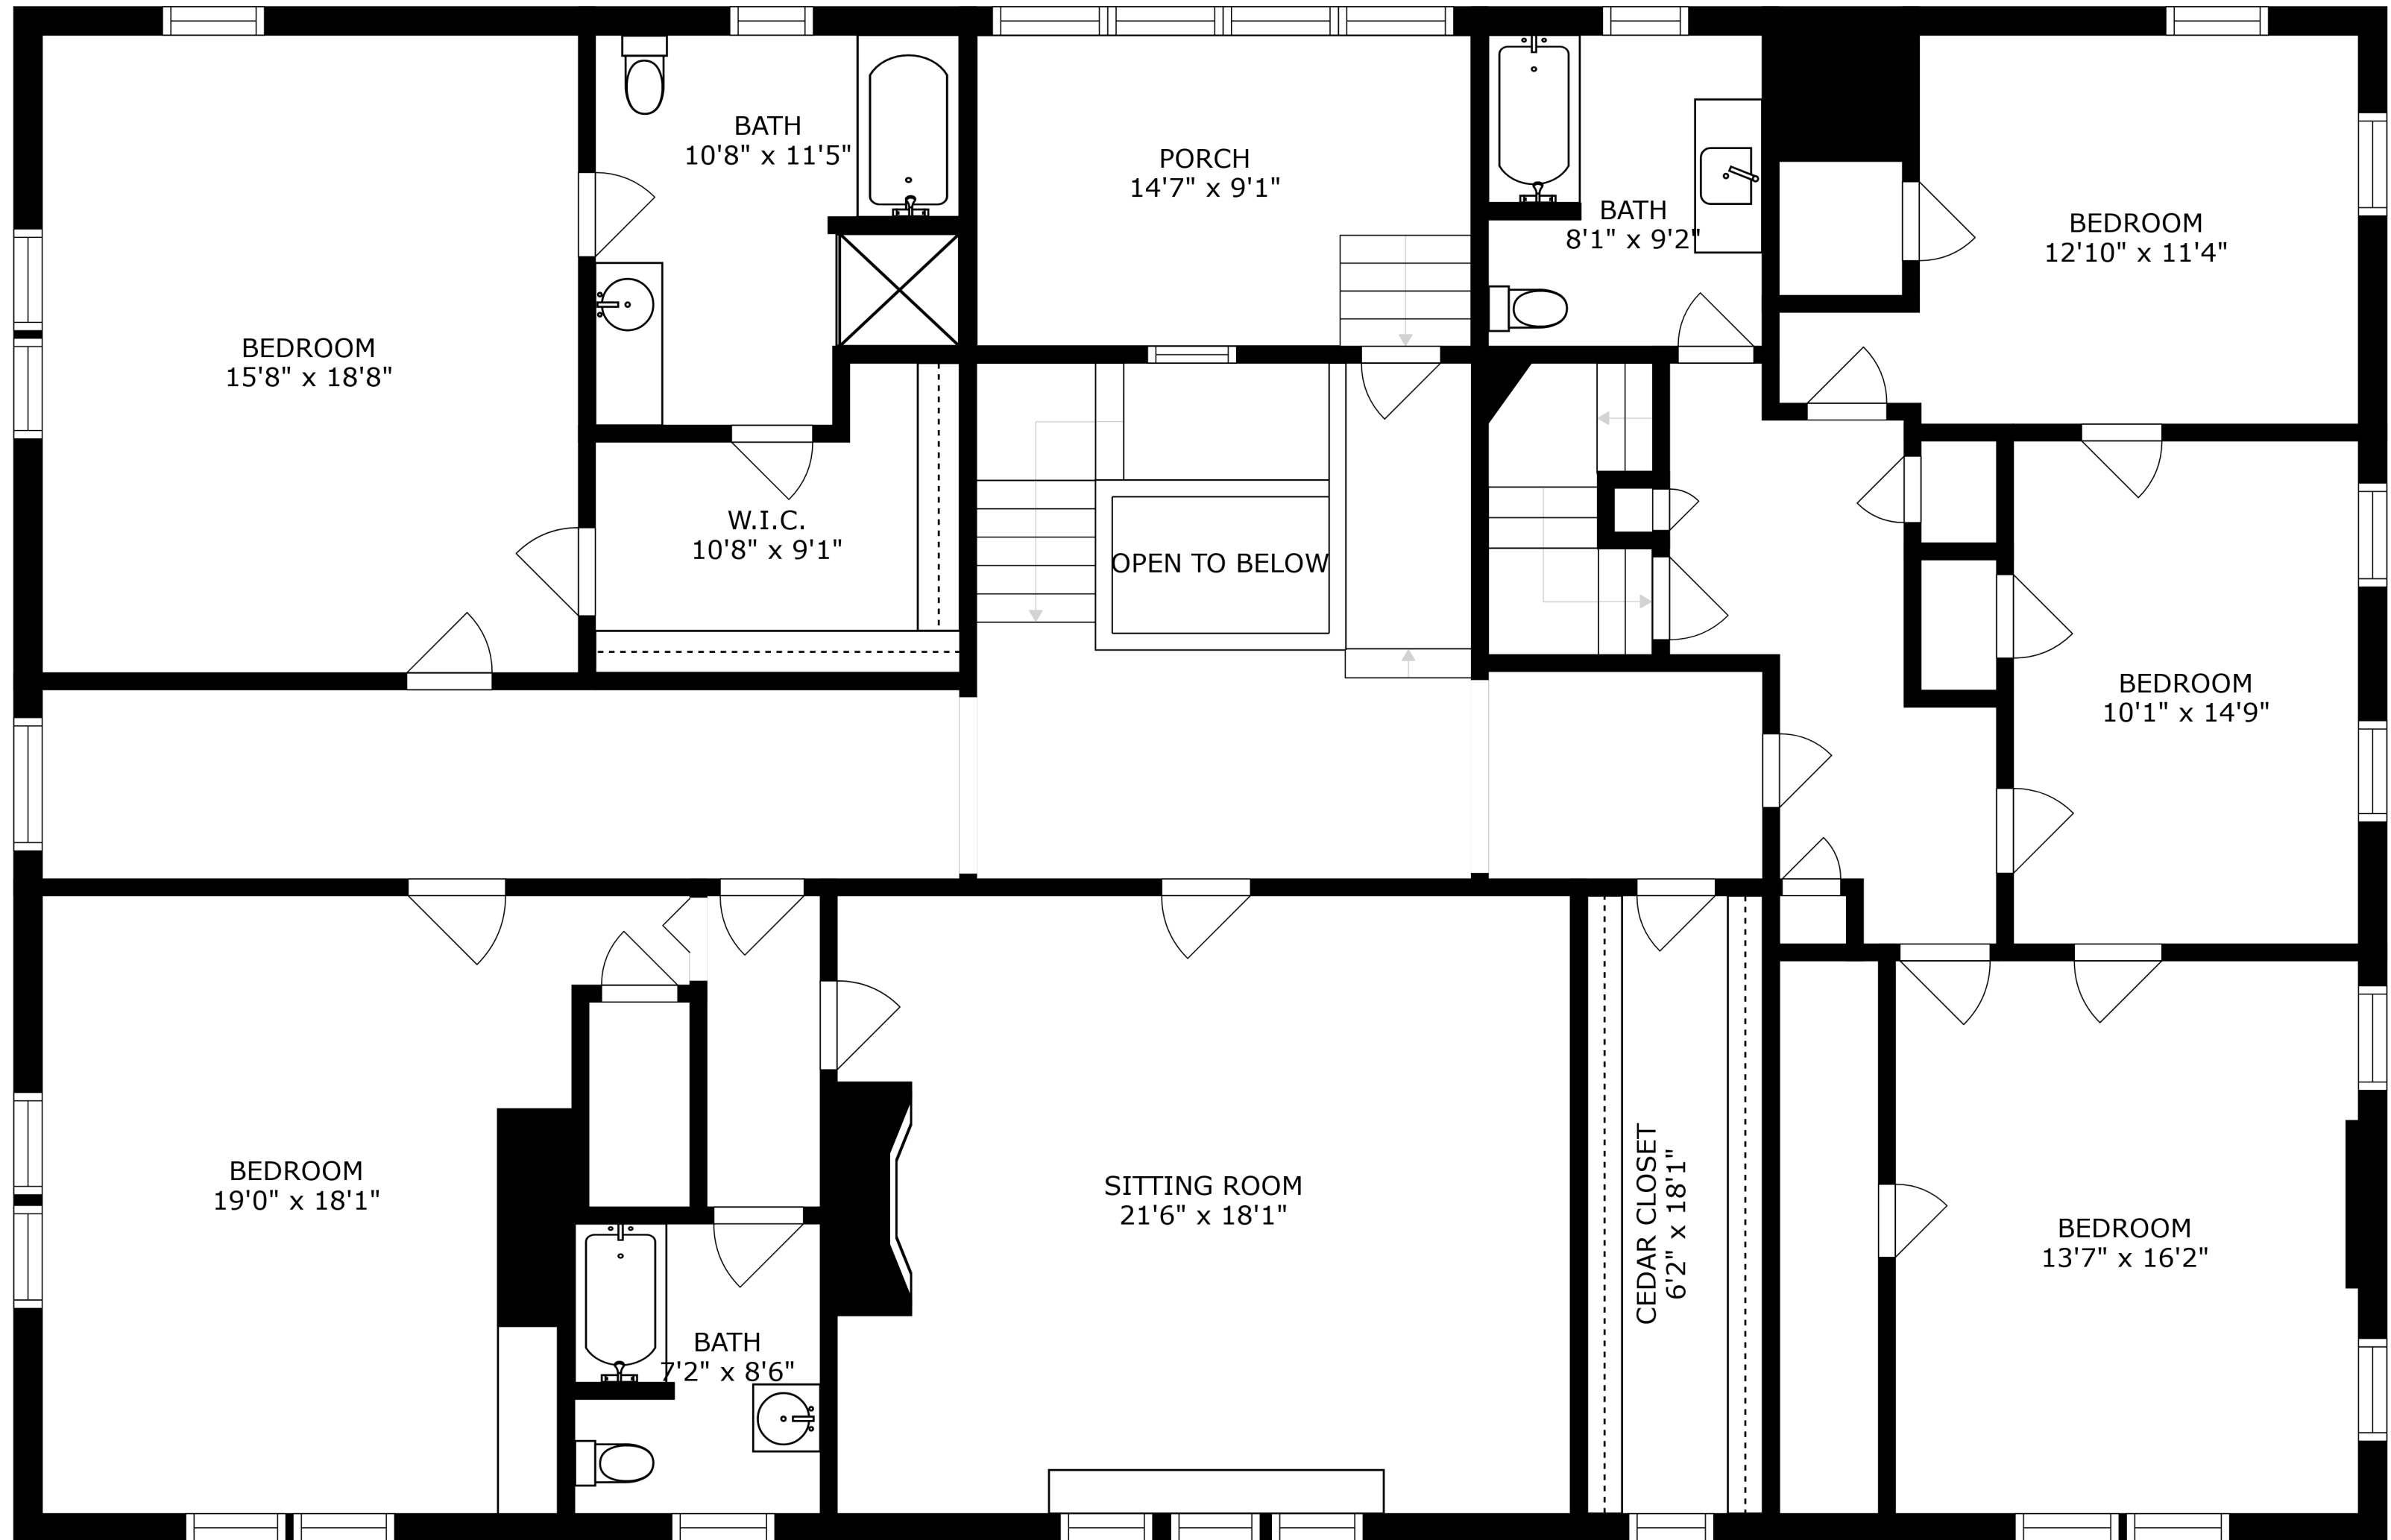 BATH
10'8" x 11'5"
PORCH
14'7" x 9'1"
BATH
8'1" x 9'2"
BEDROOM
12'10" x 11'4"
BEDROOM
15'8" x 18'8"
W.I.C.
10'8" x 9'1"
OPEN TO BELOW
BEDROOM
10'1" x 14'9"
BEDROOM
19'0" x 18'1"
SITTING ROOM
21'6" x 18'1"
CEDAR CLOSET
6'2" x 18'1"
BEDROOM
13'7" x 16'2"
BATH
7'2" x 8'6"